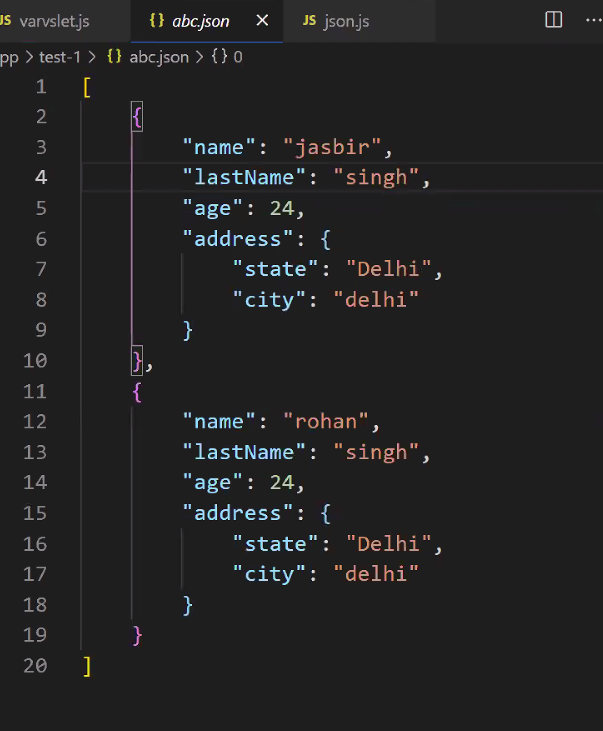 JS varvslet.js {} abc.json × JS json.js ...
pp > test-1 > {} abc.json > {} 0
1 [
2 {
3 "name": "jasbir",
4 "lastName": "singh",
5 "age": 24,
6 "address": {
7 "state": "Delhi",
8 "city": "delhi"
9 }
10 },
11 {
12 "name": "rohan",
13 "lastName": "singh",
14 "age": 24,
15 "address": {
16 "state": "Delhi",
17 "city": "delhi"
18 }
19 }
20 ]